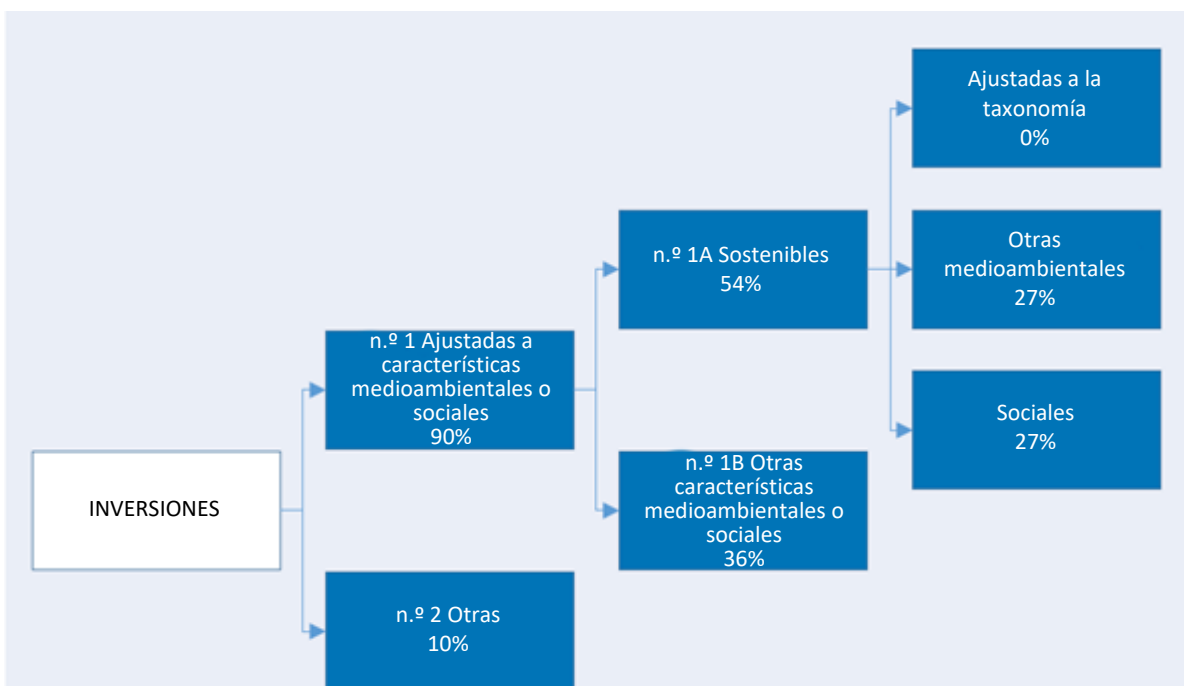 Ajustadas a la
taxonomía
0%
n.º 1A Sostenibles
54%
Otras
medioambientales
27%
n.º 1 Ajustadas a
características
medioambientales o
sociales
90%
Sociales
27%
INVERSIONES
n.º 1B Otras
características
medioambientales o
sociales
36%
n.º 2 Otras
10%